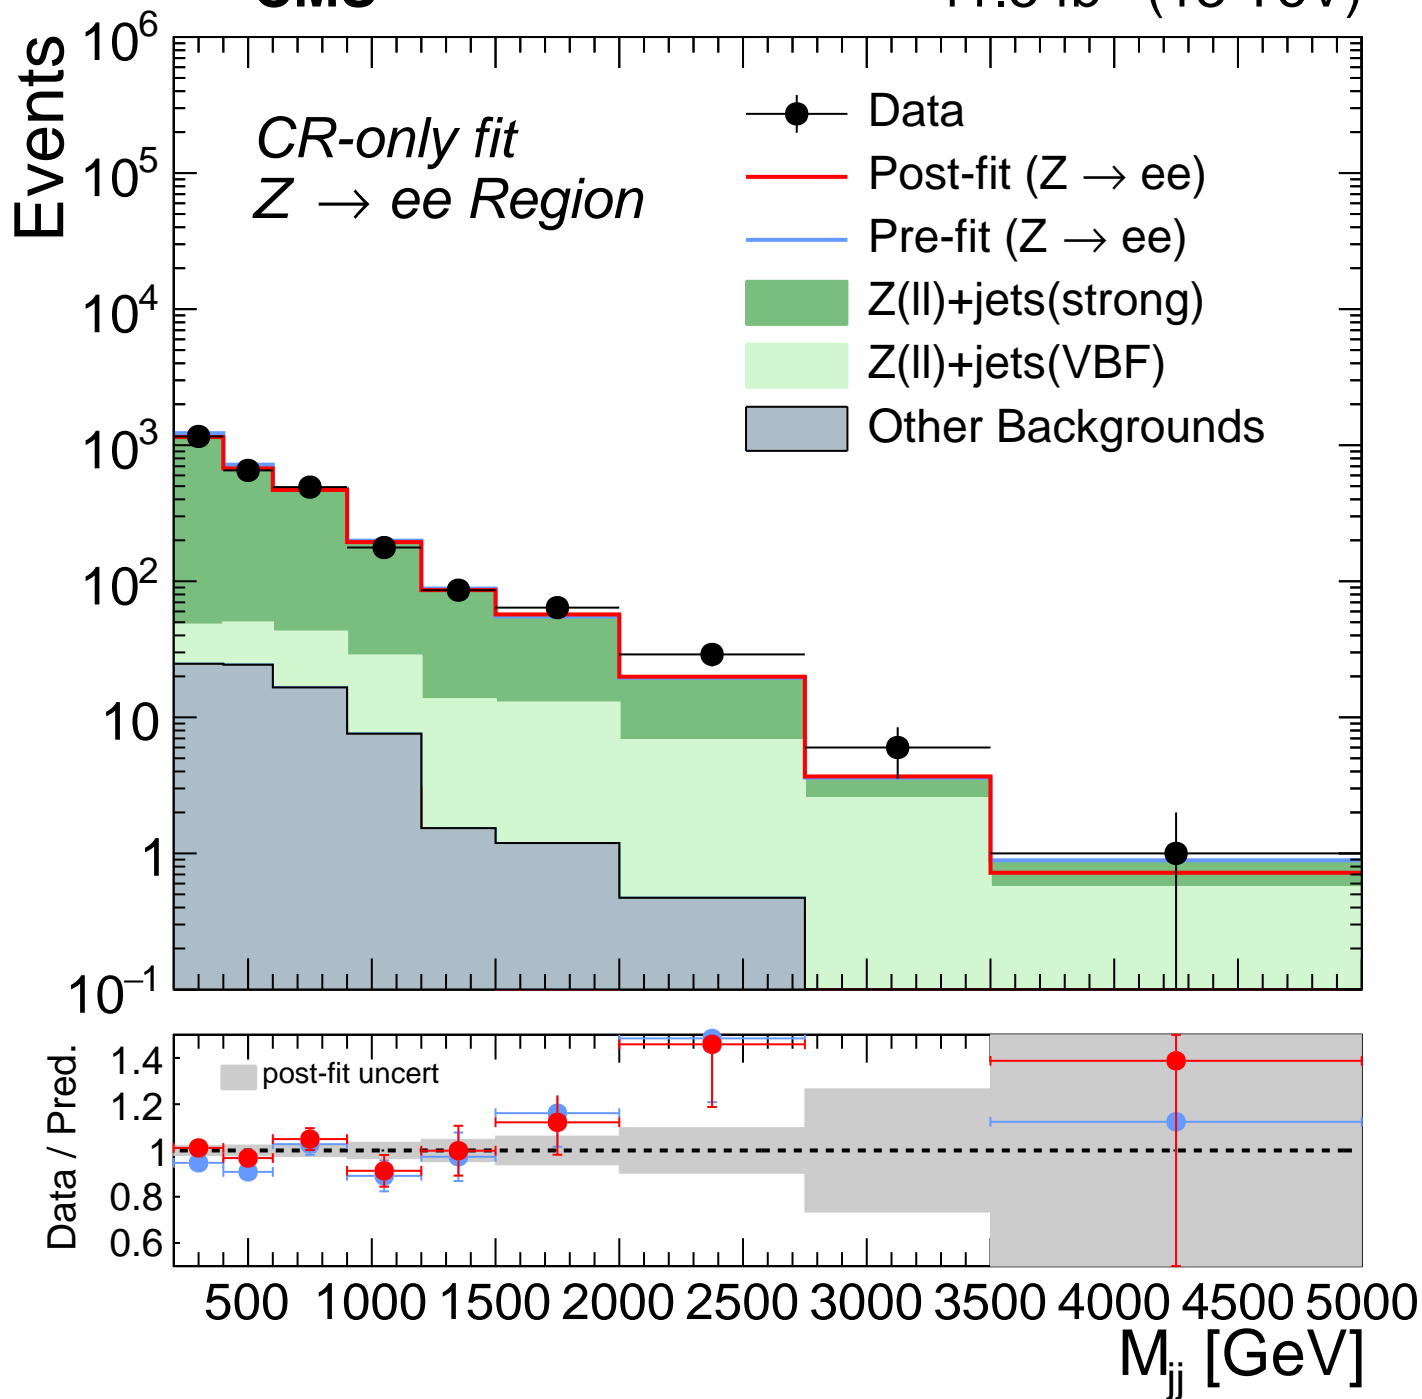 10^6
Events
CR-only fit
Z → ee Region
Data
Post-fit (Z → ee)
Pre-fit (Z → ee)
Z(ll)+jets(strong)
Z(ll)+jets(VBF)
Other Backgrounds
10^5
10^4
10^3
10^2
10
1
10^−1
Data / Pred.
post-fit uncert
1.4
1.2
1
0.8
0.6
500 1000 1500 2000 2500 3000 3500 4000 4500 5000
M_jj [GeV]